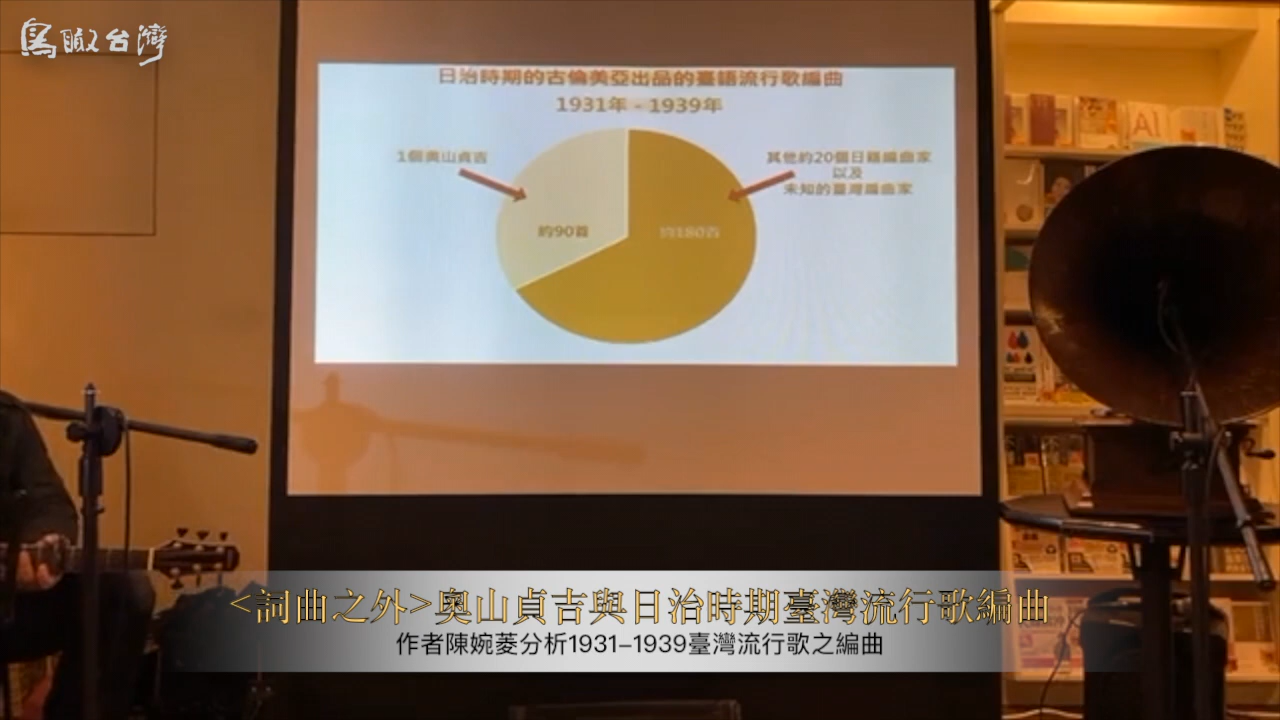 鳥瞰台灣
日治時期的古倫美亞出品的臺語流行歌編曲
1931年 - 1939年
1個奧山貞吉
其他約20個日籍編曲家
以及
未知的臺灣編曲家
約90首
約180首
AI
<詞曲之外>奧山貞吉與日治時期臺灣流行歌編曲
作者陳婉菱分析1931–1939臺灣流行歌之編曲